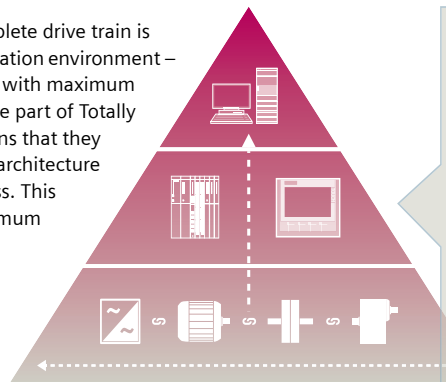 plete drive train is
ation environment –
with maximum
e part of Totally
ns that they
architecture
s. This
mum